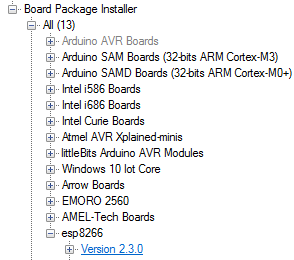 Board Package Installer
All (13)
Arduino AVR Boards
Arduino SAM Boards (32-bits ARM Cortex-M3)
Arduino SAMD Boards (32-bits ARM Cortex-M0+)
Intel i586 Boards
Intel i686 Boards
Intel Curie Boards
Atmel AVR Xplained-minis
littleBits Arduino AVR Modules
Windows 10 Iot Core
Arrow Boards
EMORO 2560
AMEL-Tech Boards
esp8266
Version 2.3.0